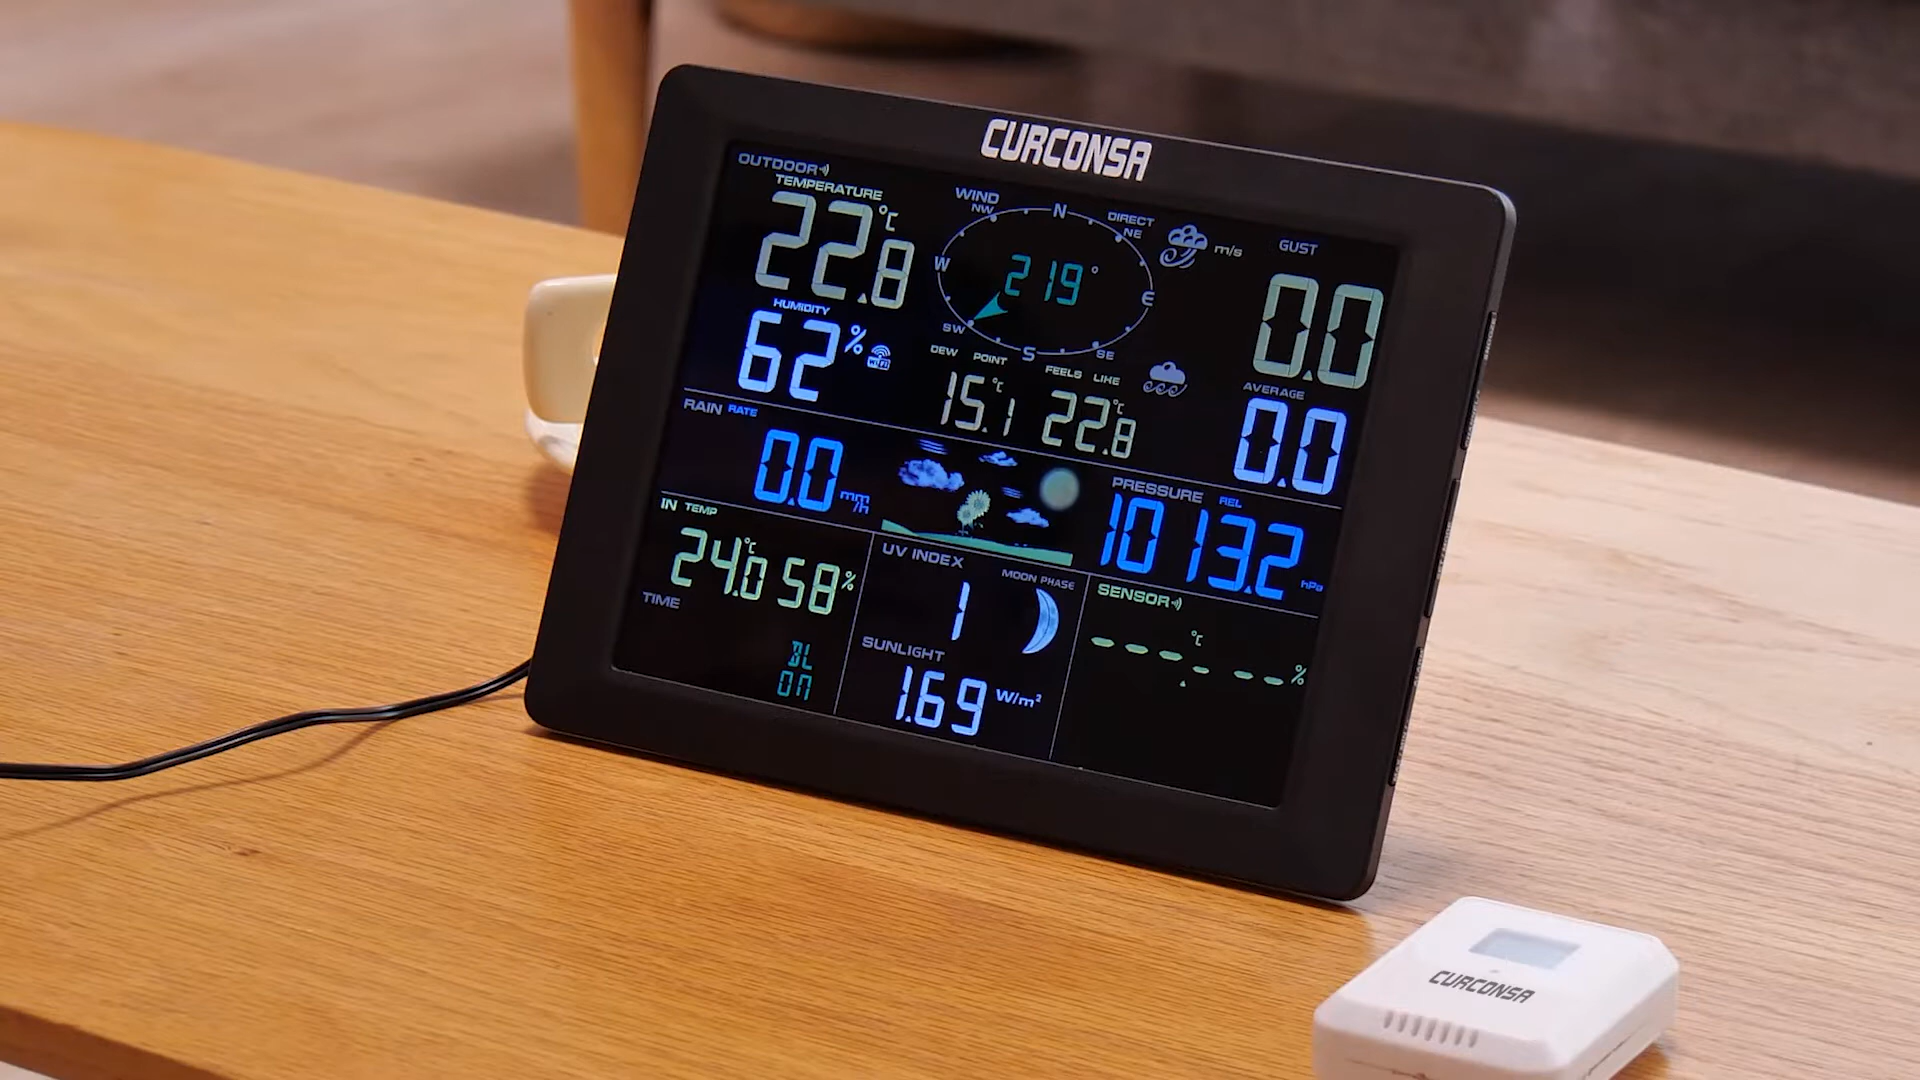 CURCONSA
OUTDOOR
TEMPERATURE
22.8 °C
HUMIDITY
62 %
WIND
DIRECT
N
NE
E
SE
S
SW
W
NW
219°
m/s
GUST
0.0
AVERAGE
0.0
DEW POINT
15.1 °C
FEELS LIKE
22.8 °C
RAIN RATE
0.0 mm/h
PRESSURE REL
1013.2 hPa
IN TEMP
24.0 °C 58%
TIME
BL
ON
UV INDEX
1
MOON PHASE
SUNLIGHT
1.69 W/m²
SENSOR
----.- °C -- %
CURCONSA